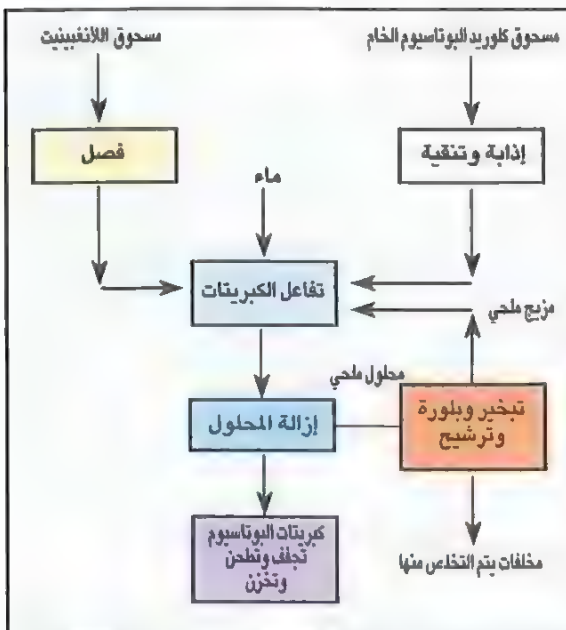 مسحوق كلوريد البوتاسيوم الخام
مسحوق اللانغبينيت
إذابة وتنقية
فصل
ماء
تفاعل الكبريتات
مزيج ملحي
محلول ملحي
تبخير وبلورة
وترشيح
إزالة المحلول
كبريتات البوتاسيوم
تجفف وتطحن
وتخزن
مخلفات يتم التخلص منها